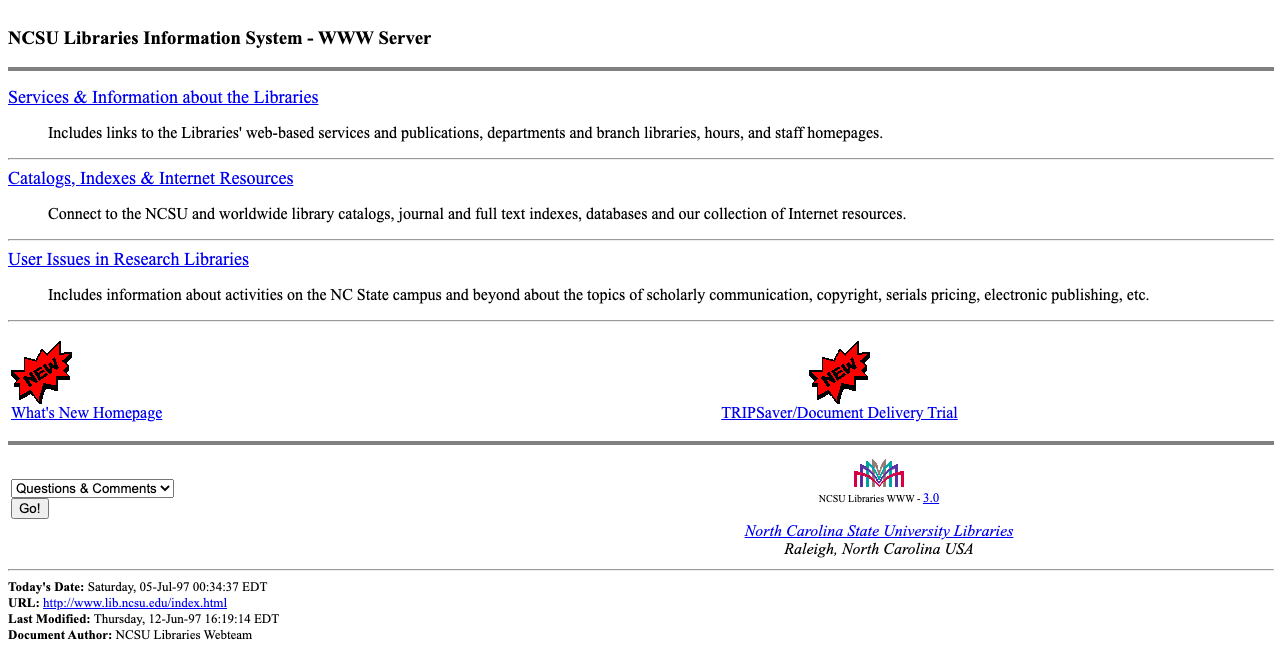 NCSU Libraries Information System - WWW Server
Services & Information about the Libraries
Includes links to the Libraries' web-based services and publications, departments and branch libraries, hours, and staff homepages.
Catalogs, Indexes & Internet Resources
Connect to the NCSU and worldwide library catalogs, journal and full text indexes, databases and our collection of Internet resources.
User Issues in Research Libraries
Includes information about activities on the NC State campus and beyond about the topics of scholarly communication, copyright, serials pricing, electronic publishing, etc.
NEW
What's New Homepage
NEW
TRIPSaver/Document Delivery Trial
Questions & Comments
Go!
NCSU Libraries WWW - 3.0
North Carolina State University Libraries
Raleigh, North Carolina USA
Today's Date: Saturday, 05-Jul-97 00:34:37 EDT
URL: http://www.lib.ncsu.edu/index.html
Last Modified: Thursday, 12-Jun-97 16:19:14 EDT
Document Author: NCSU Libraries Webteam